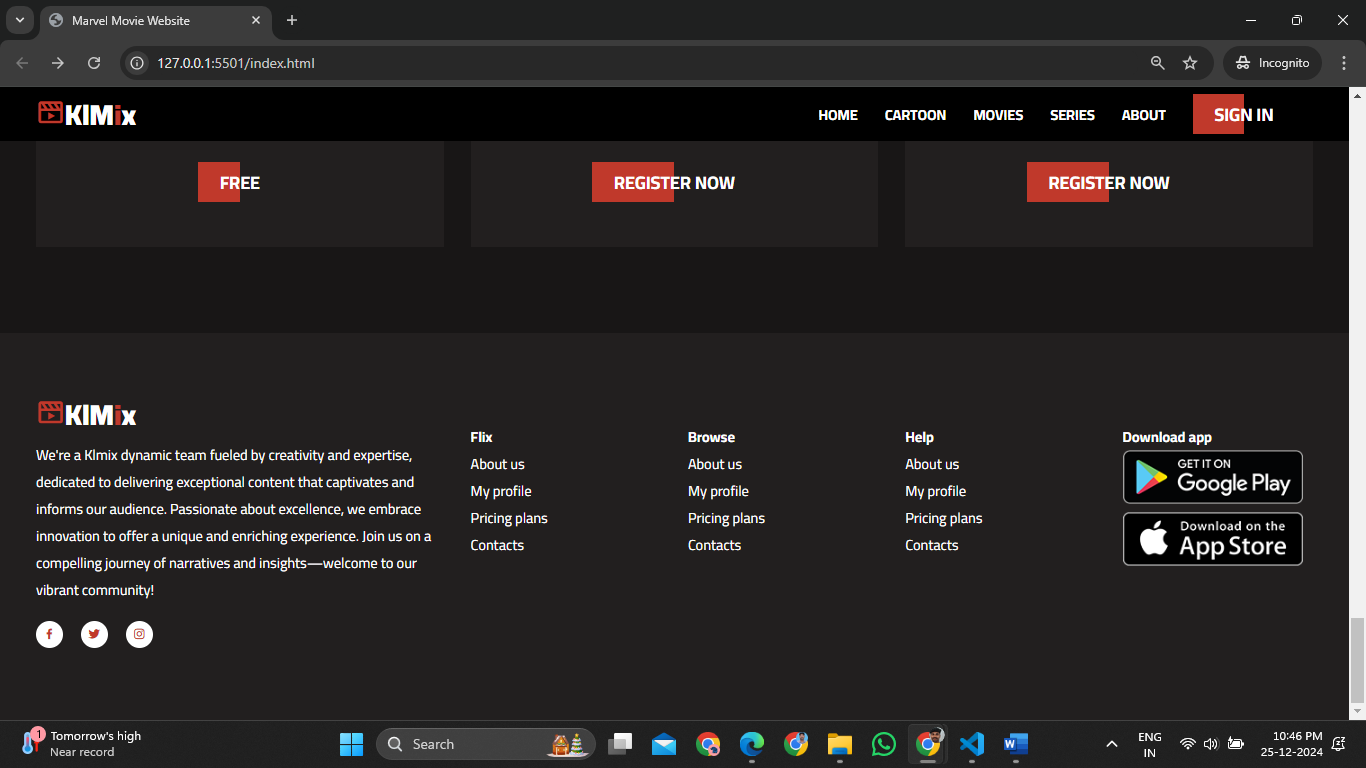 Marvel Movie Website
127.0.0.1:5501/index.html
Incognito
KlMix
HOME
CARTOON
MOVIES
SERIES
ABOUT
SIGN IN
FREE
REGISTER NOW
REGISTER NOW
KlMix
We're a Klmix dynamic team fueled by creativity and expertise,
dedicated to delivering exceptional content that captivates and
informs our audience. Passionate about excellence, we embrace
innovation to offer a unique and enriching experience. Join us on a
compelling journey of narratives and insights—welcome to our
vibrant community!
Flix
About us
My profile
Pricing plans
Contacts
Browse
About us
My profile
Pricing plans
Contacts
Help
About us
My profile
Pricing plans
Contacts
Download app
GET IT ON
Google Play
Download on the
App Store
1
Tomorrow's high
Near record
Search
ENG
IN
10:46 PM
25-12-2024